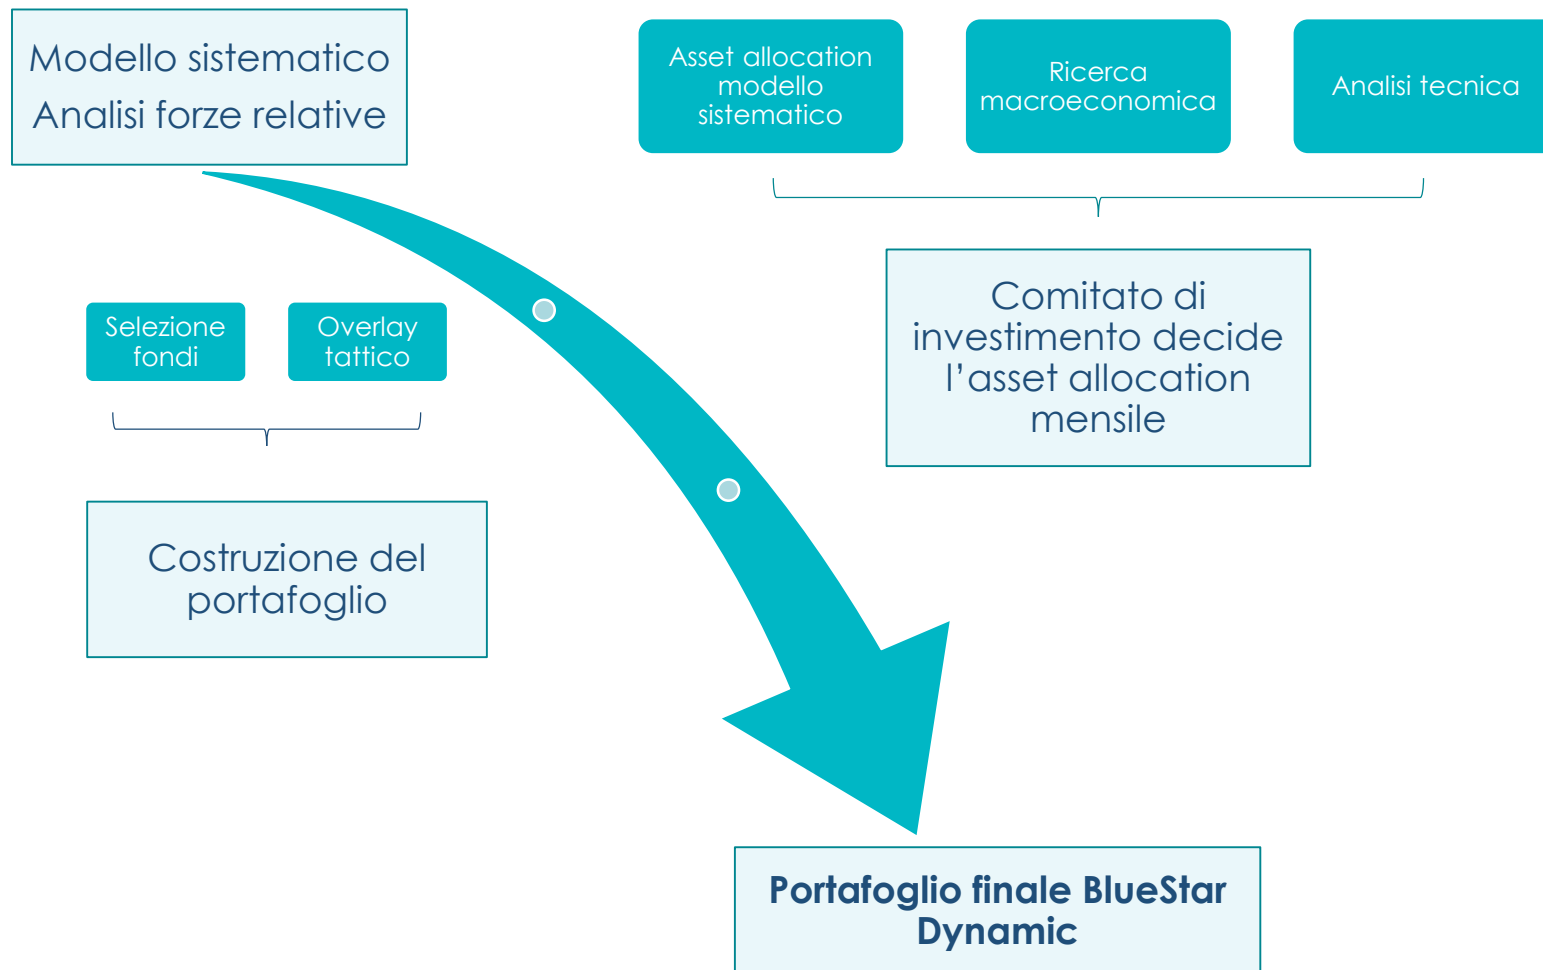 Modello sistematico
Analisi forze relative
Asset allocation
modello
sistematico
Ricerca
macroeconomica
Analisi tecnica
Comitato di
investimento decide
l’asset allocation
mensile
Selezione
fondi
Overlay
tattico
Costruzione del
portafoglio
Portafoglio finale BlueStar
Dynamic